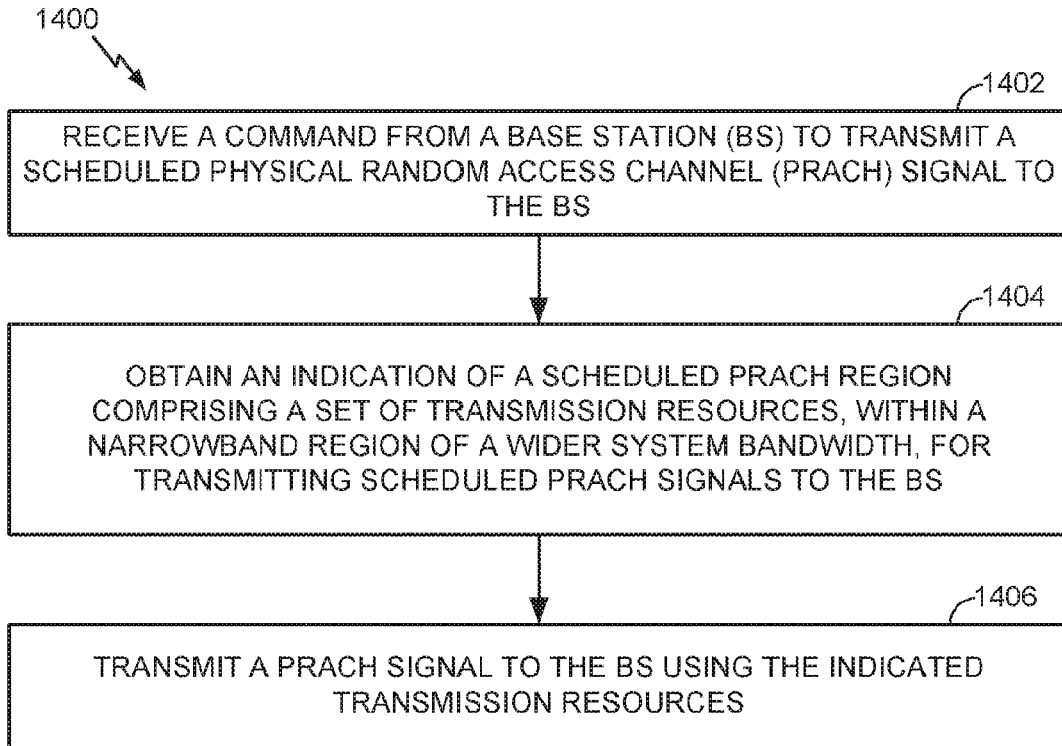 1400
1402
RECEIVE A COMMAND FROM A BASE STATION (BS) TO TRANSMIT A
SCHEDULED PHYSICAL RANDOM ACCESS CHANNEL (PRACH) SIGNAL TO
THE BS
1404
OBTAIN AN INDICATION OF A SCHEDULED PRACH REGION
COMPRISING A SET OF TRANSMISSION RESOURCES, WITHIN A
NARROWBAND REGION OF A WIDER SYSTEM BANDWIDTH, FOR
TRANSMITTING SCHEDULED PRACH SIGNALS TO THE BS
1406
TRANSMIT A PRACH SIGNAL TO THE BS USING THE INDICATED
TRANSMISSION RESOURCES